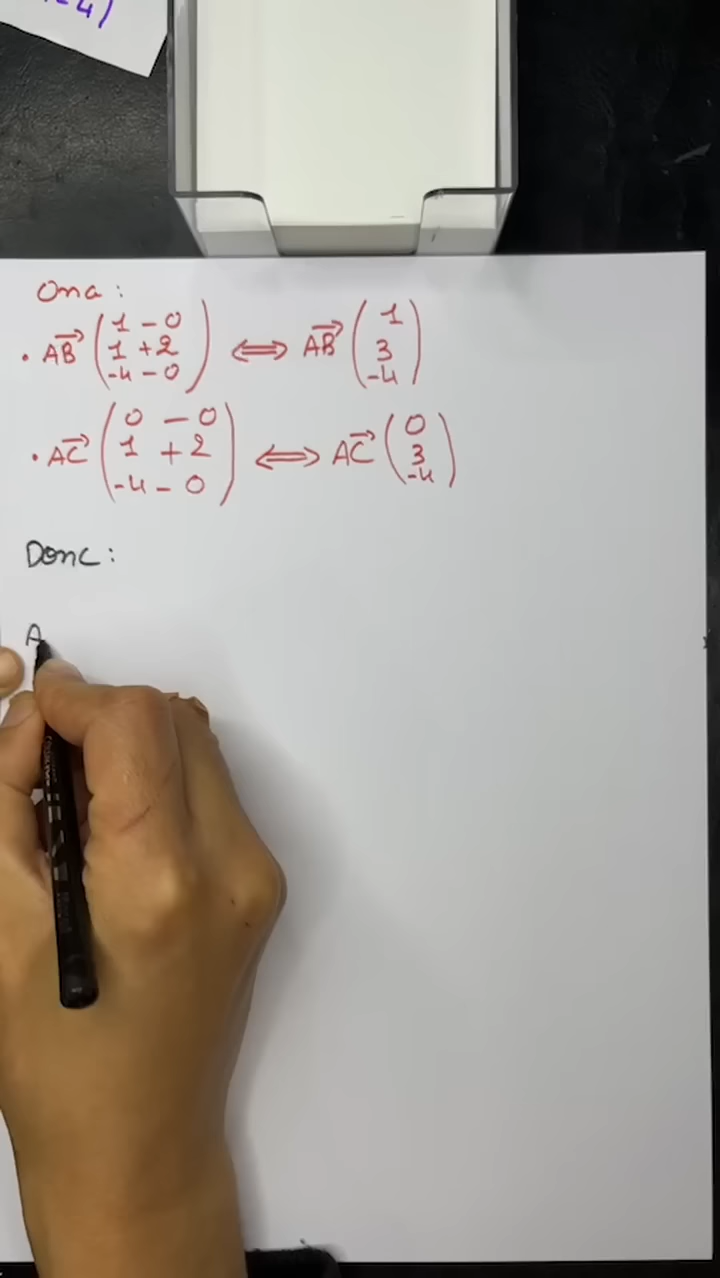 -4)
On a :
• AB→ ( 1 - 0 ) ⟺ AB→ ( 1 )
1 + 2 3
-4 - 0 -4
• AC→ ( 0 - 0 ) ⟺ AC→ ( 0 )
1 + 2 3
-4 - 0 -4
Donc :
A